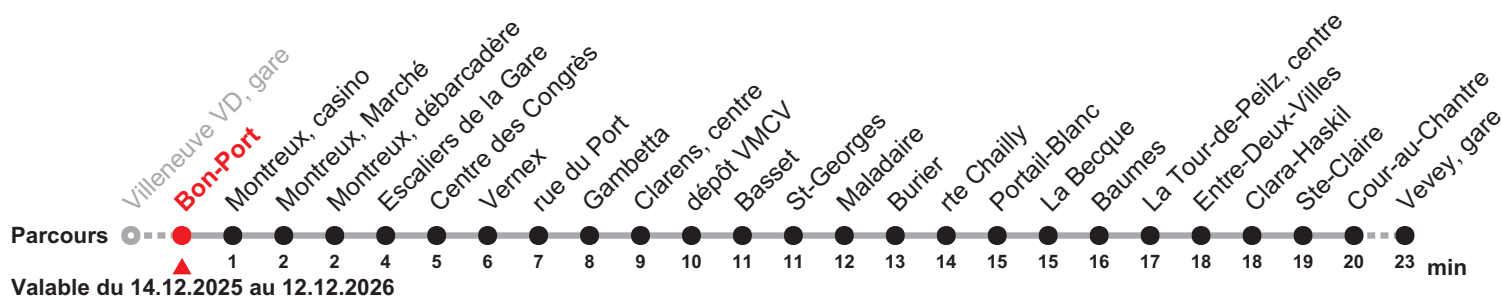 Villeneuve VD, gare
Bon-Port
Montreux, casino
Montreux, Marché
Montreux, débarcadère
Escaliers de la Gare
Centre des Congrès
Vernex
rue du Port
Gambetta
Clarens, centre
dépôt VMCV
Basset
St-Georges
Maladaire
Burier
rte Chailly
Portail-Blanc
La Becque
Baumes
La Tour-de-Peilz, centre
Entre-Deux-Villes
Clara-Haskil
Ste-Claire
Cour-au-Chantre
Vevey, gare
Parcours
1 2 2 4 5 6 7 8 9 10 11 11 12 13 14 15 15 16 17 18 18 19 20 23 min
Valable du 14.12.2025 au 12.12.2026